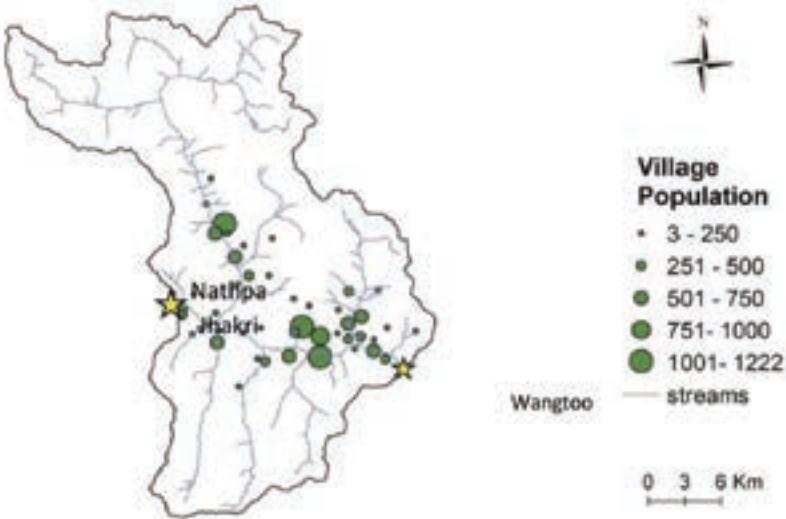 N
Village
Population
3 - 250
251 - 500
501 - 750
751- 1000
1001- 1222
streams
Nathpa
Jhakri
Wangtoo
0 3 6 Km